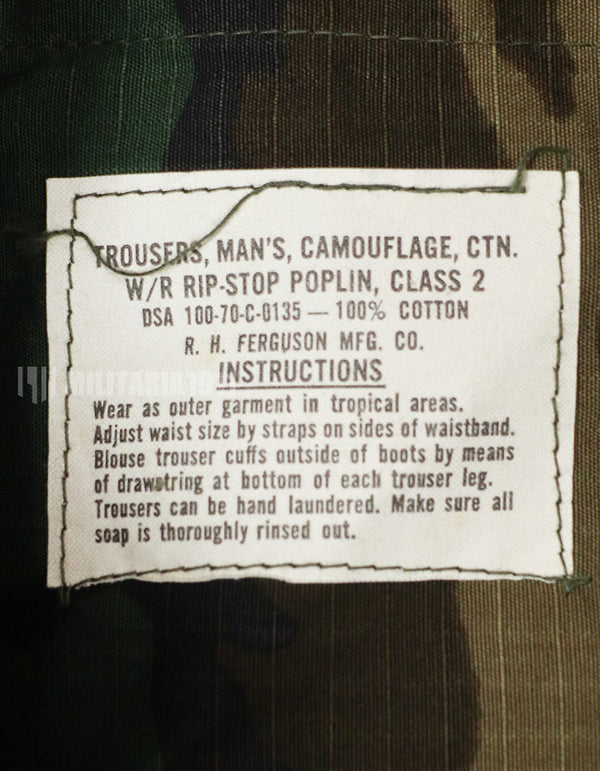 TROUSERS, MAN'S, CAMOUFLAGE, CTN.
W/R RIP-STOP POPLIN, CLASS 2
DSA 100-70-C-0135 — 100% COTTON
R. H. FERGUSON MFG. CO.
INSTRUCTIONS
Wear as outer garment in tropical areas.
Adjust waist size by straps on sides of waistband.
Blouse trouser cuffs outside of boots by means
of drawstring at bottom of each trouser leg.
Trousers can be hand laundered. Make sure all
soap is thoroughly rinsed out.